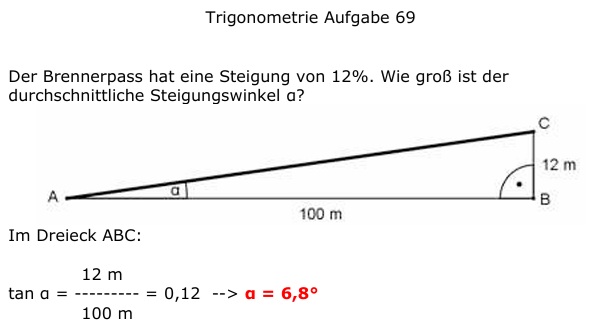 Trigonometrie Aufgabe 69
Der Brennerpass hat eine Steigung von 12%. Wie groß ist der
durchschnittliche Steigungswinkel α?
C
12 m
A
α
B
100 m
Im Dreieck ABC:
12 m
tan α = --------- = 0,12 --> α = 6,8°
100 m